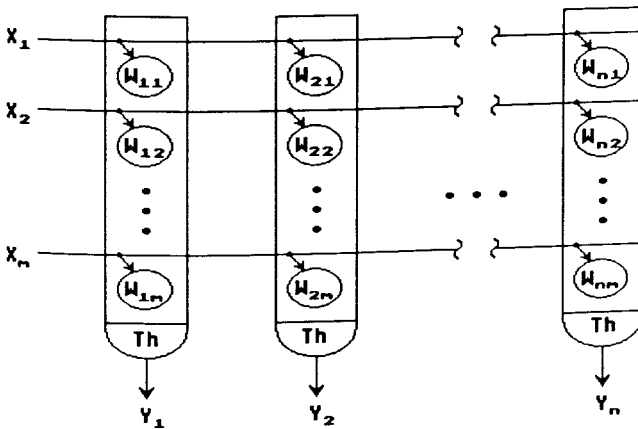 X₁ W₁₁ W₂₁ Wₙ₁
X₂ W₁₂ W₂₂ Wₙ₂
Xₘ W₁ₘ W₂ₘ Wₙₘ
Th Th Th
Y₁ Y₂ Yₙ